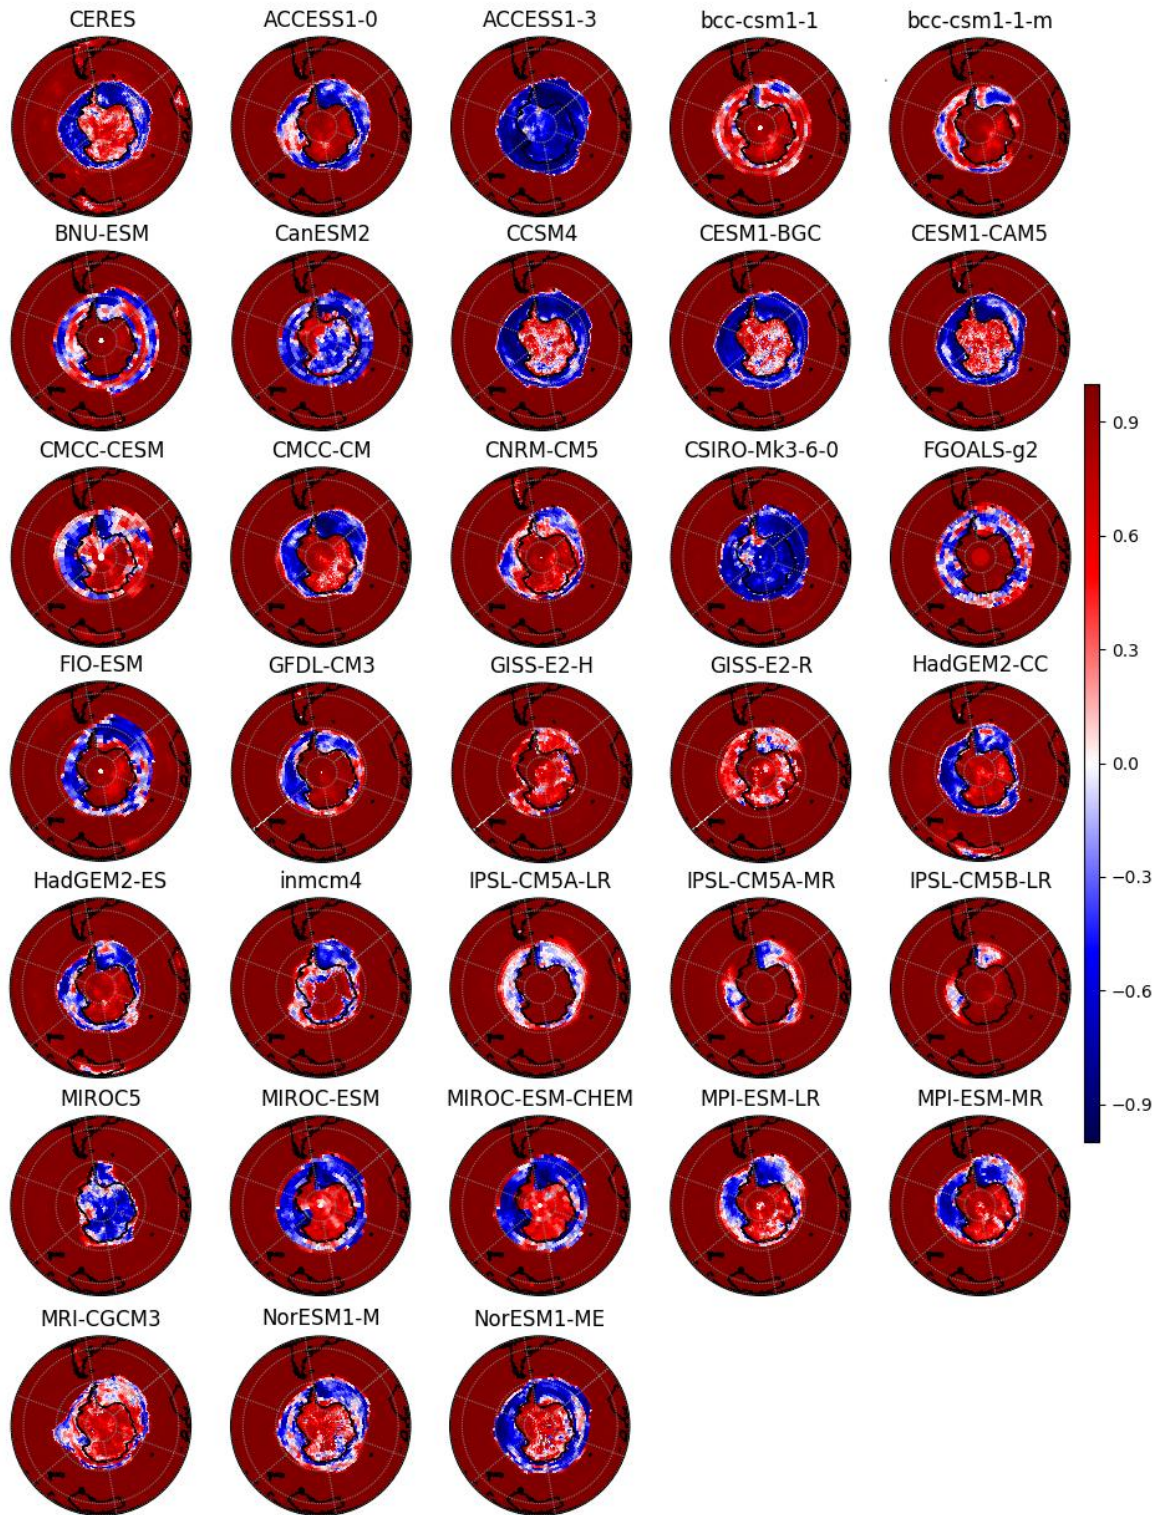 CERES ACCESS1-0 ACCESS1-3 bcc-csm1-1 bcc-csm1-1-m
BNU-ESM CanESM2 CCSM4 CESM1-BGC CESM1-CAM5
CMCC-CESM CMCC-CM CNRM-CM5 CSIRO-Mk3-6-0 FGOALS-g2
FIO-ESM GFDL-CM3 GISS-E2-H GISS-E2-R HadGEM2-CC
HadGEM2-ES inmcm4 IPSL-CM5A-LR IPSL-CM5A-MR IPSL-CM5B-LR
MIROC5 MIROC-ESM MIROC-ESM-CHEM MPI-ESM-LR MPI-ESM-MR
MRI-CGCM3 NorESM1-M NorESM1-ME
0.9
0.6
0.3
0.0
−0.3
−0.6
−0.9